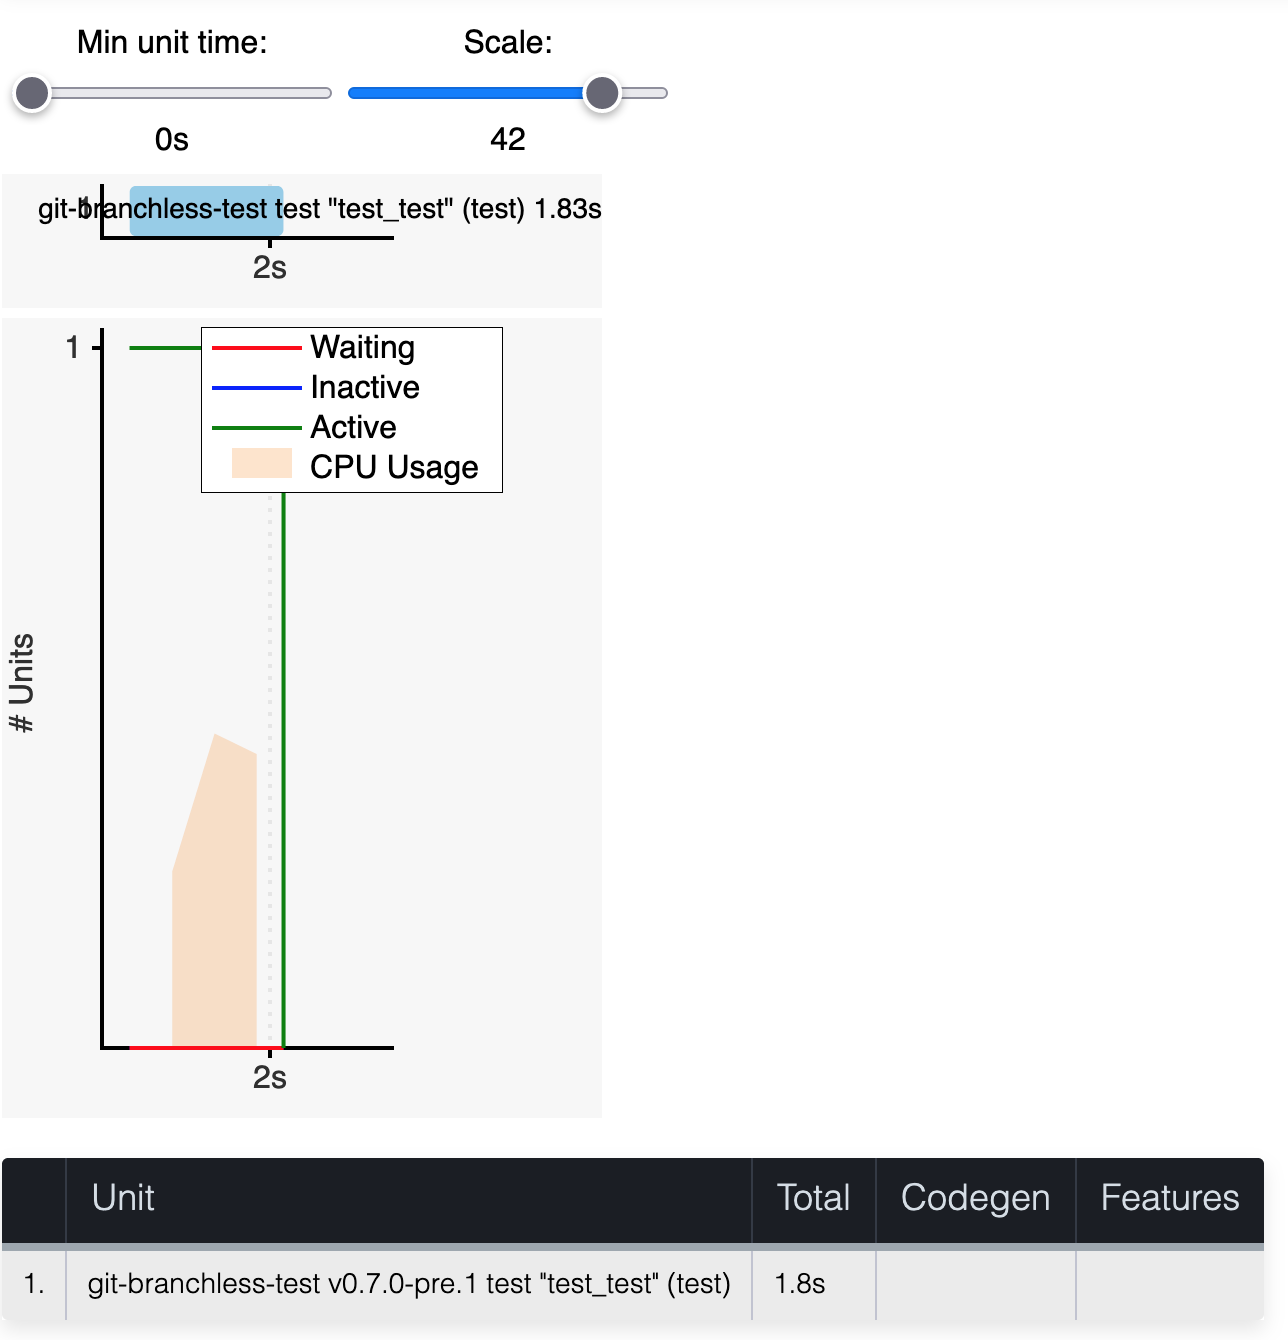 Min unit time: Scale:
0s 42
1 git-branchless-test test "test_test" (test) 1.83s
2s
1
Waiting
Inactive
Active
CPU Usage
# Units
2s
Unit Total Codegen Features
1. git-branchless-test v0.7.0-pre.1 test "test_test" (test) 1.8s